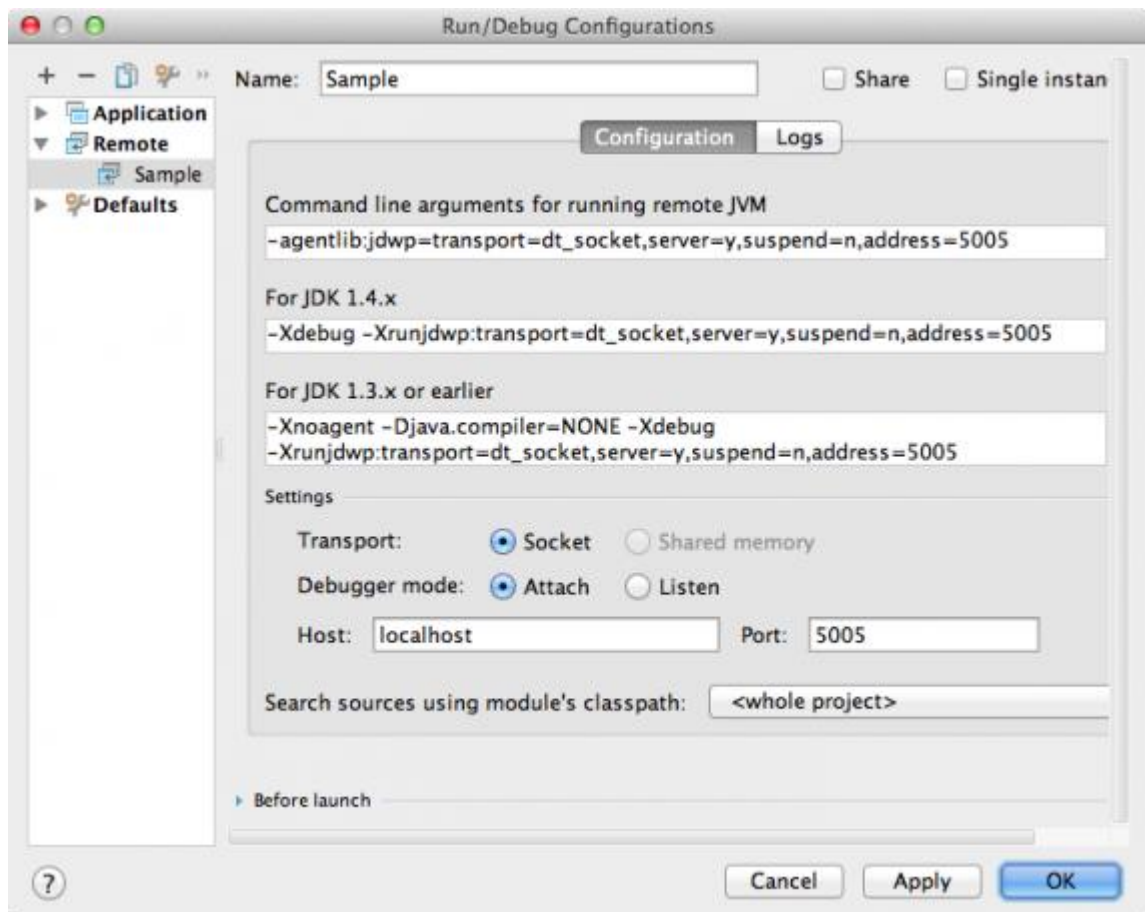 Run/Debug Configurations
Name: Sample Share Single instan
Application
Remote
Sample
Defaults
Configuration Logs
Command line arguments for running remote JVM
-agentlib:jdwp=transport=dt_socket,server=y,suspend=n,address=5005
For JDK 1.4.x
-Xdebug -Xrunjdwp:transport=dt_socket,server=y,suspend=n,address=5005
For JDK 1.3.x or earlier
-Xnoagent -Djava.compiler=NONE -Xdebug
-Xrunjdwp:transport=dt_socket,server=y,suspend=n,address=5005
Settings
Transport: Socket Shared memory
Debugger mode: Attach Listen
Host: localhost Port: 5005
Search sources using module's classpath: <whole project>
Before launch
? Cancel Apply OK